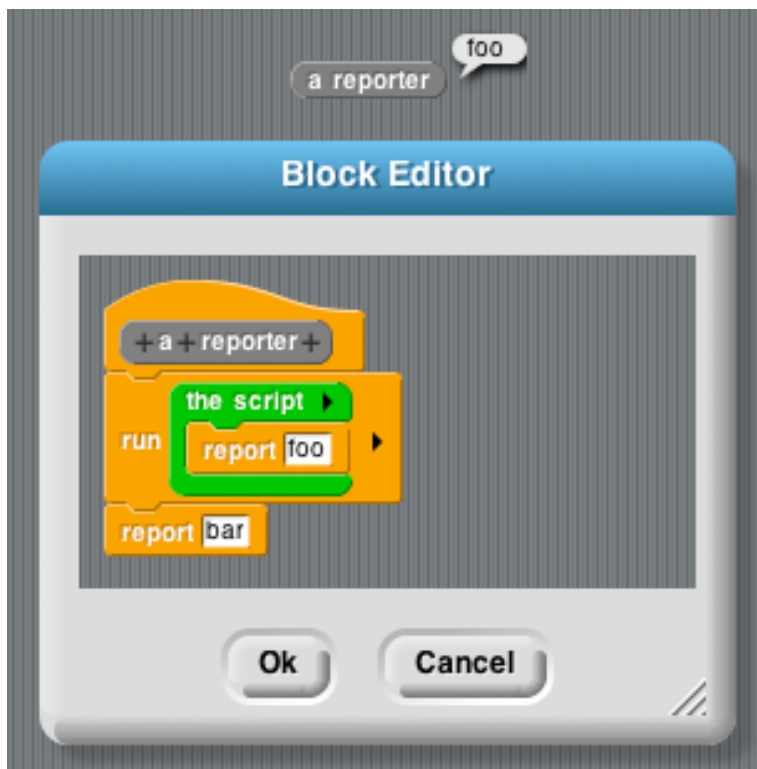 foo
a reporter
Block Editor
+ a + reporter +
the script
run
report foo
report bar
Ok Cancel